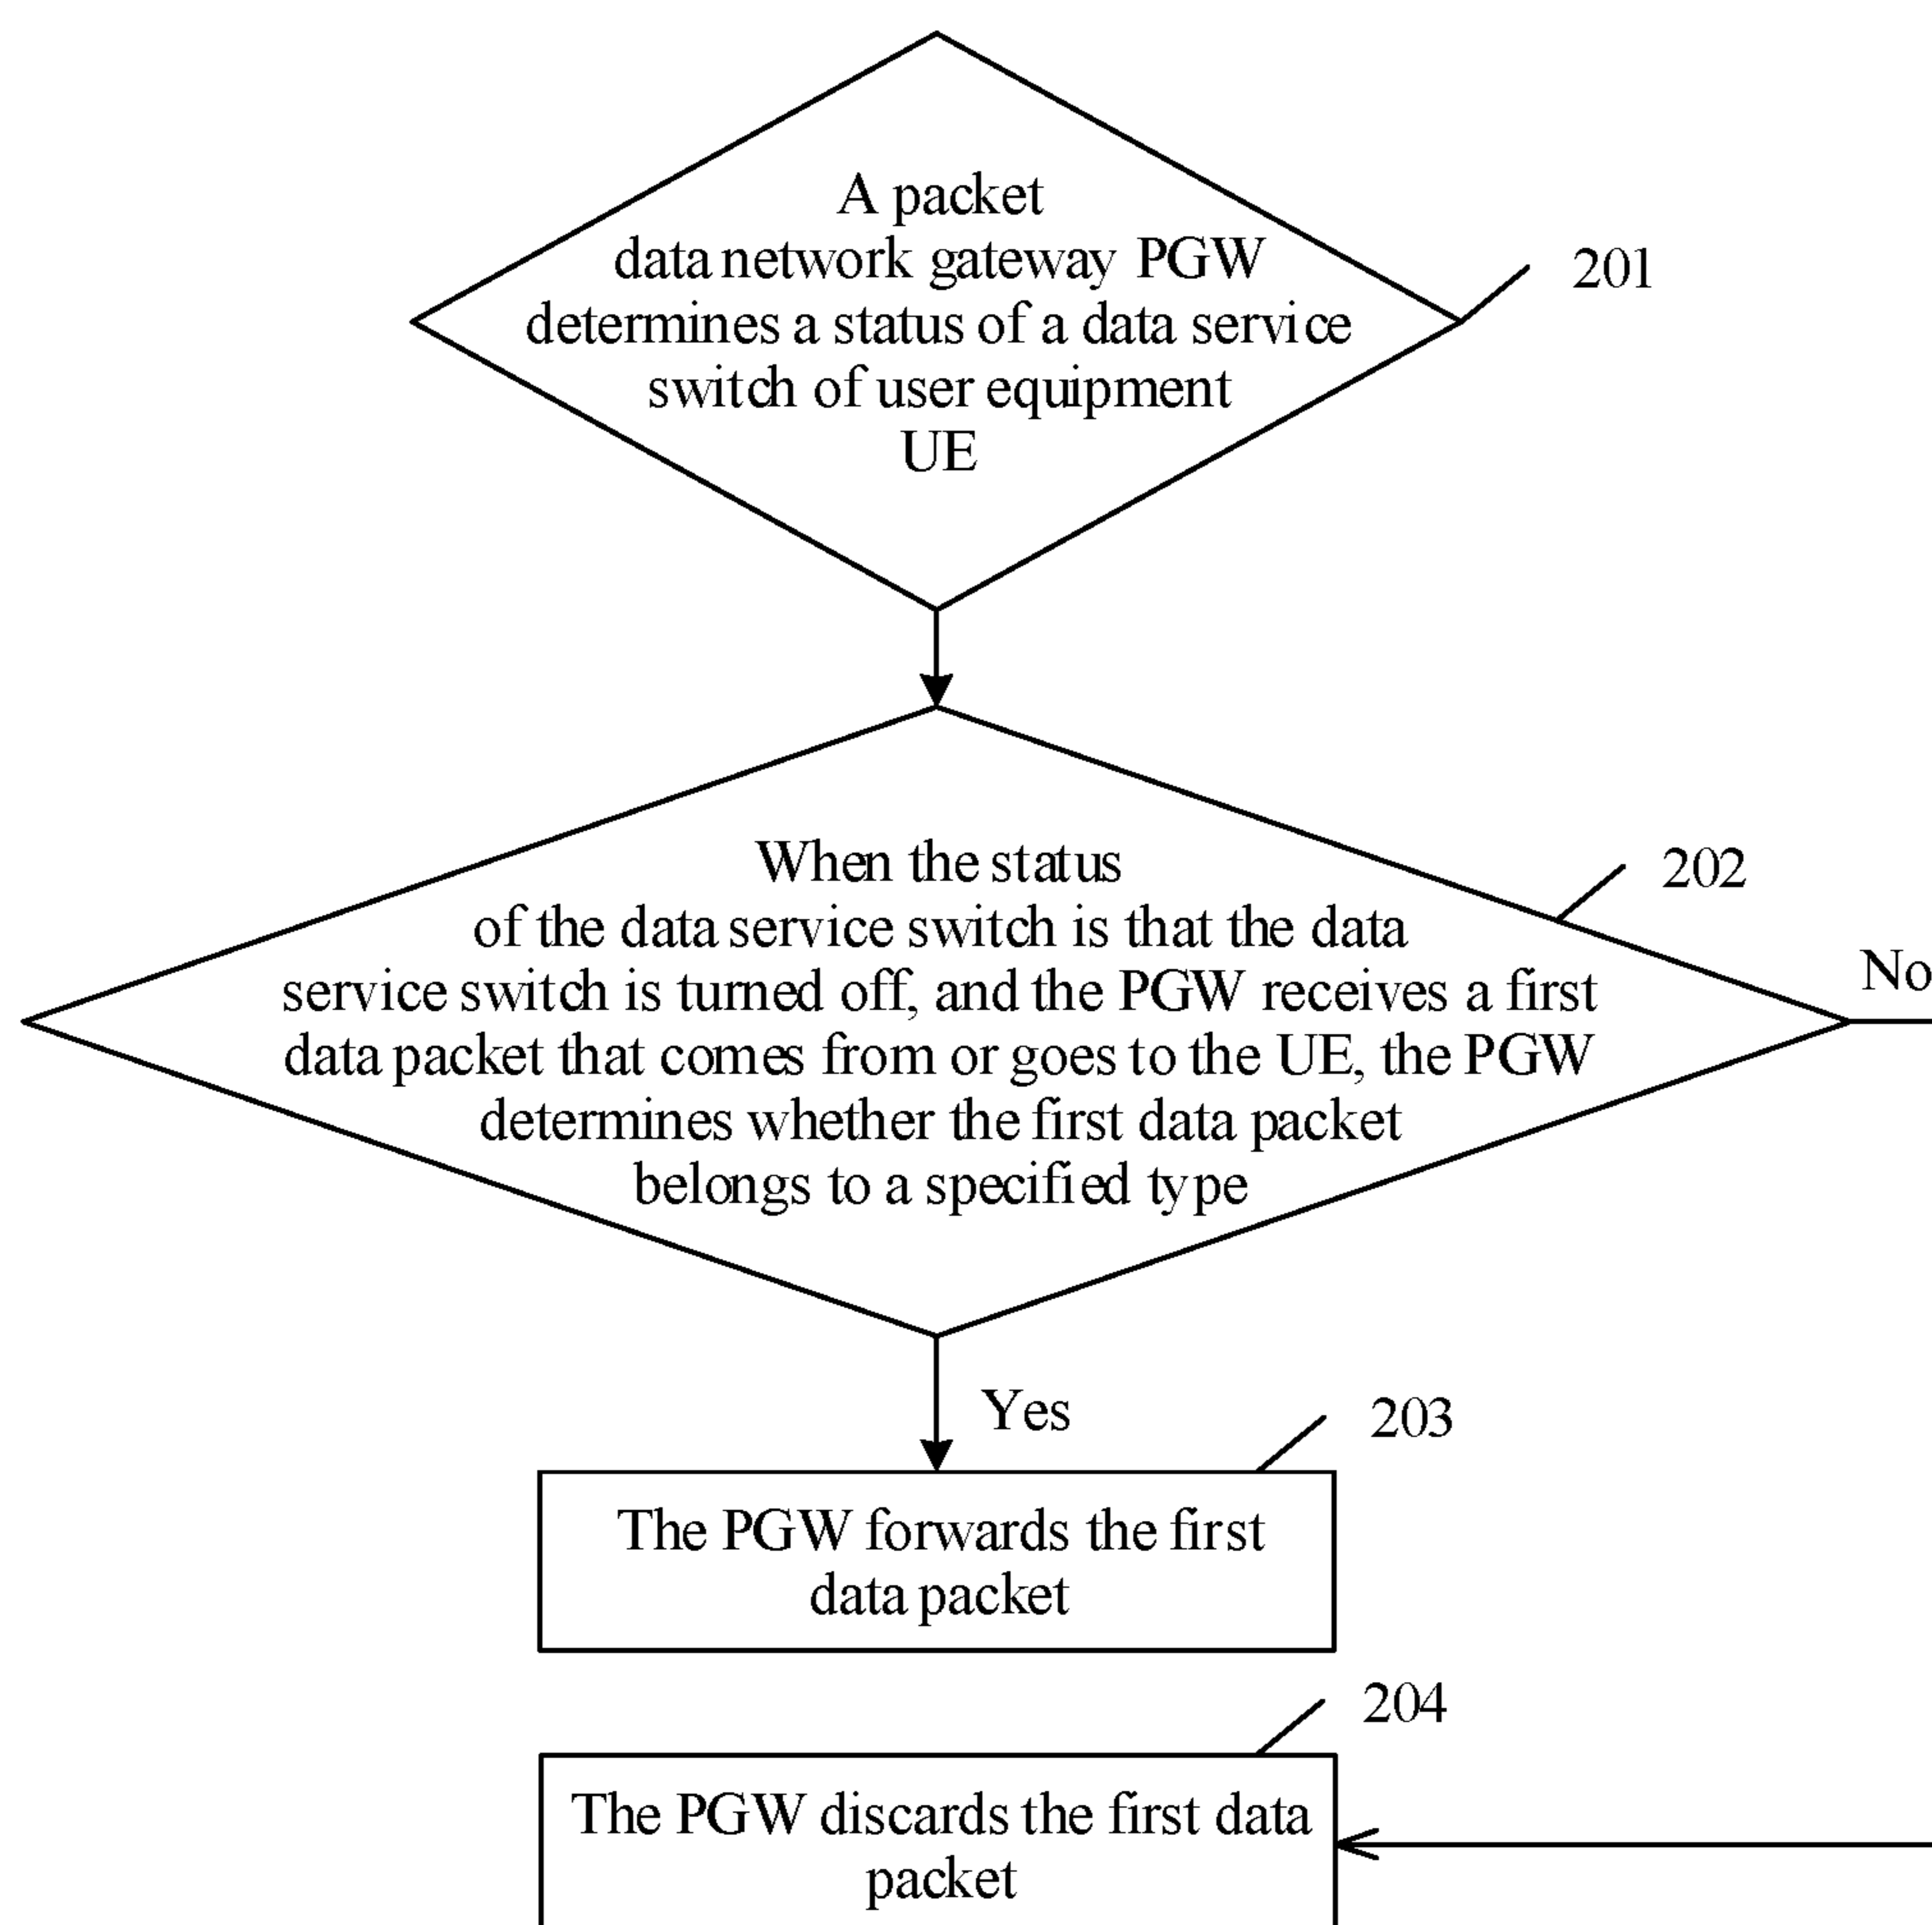 A packet
data network gateway PGW
determines a status of a data service
switch of user equipment
UE
201
When the status
of the data service switch is that the data
service switch is turned off, and the PGW receives a first
data packet that comes from or goes to the UE, the PGW
determines whether the first data packet
belongs to a specified type
202
No
Yes
203
The PGW forwards the first
data packet
204
The PGW discards the first data
packet